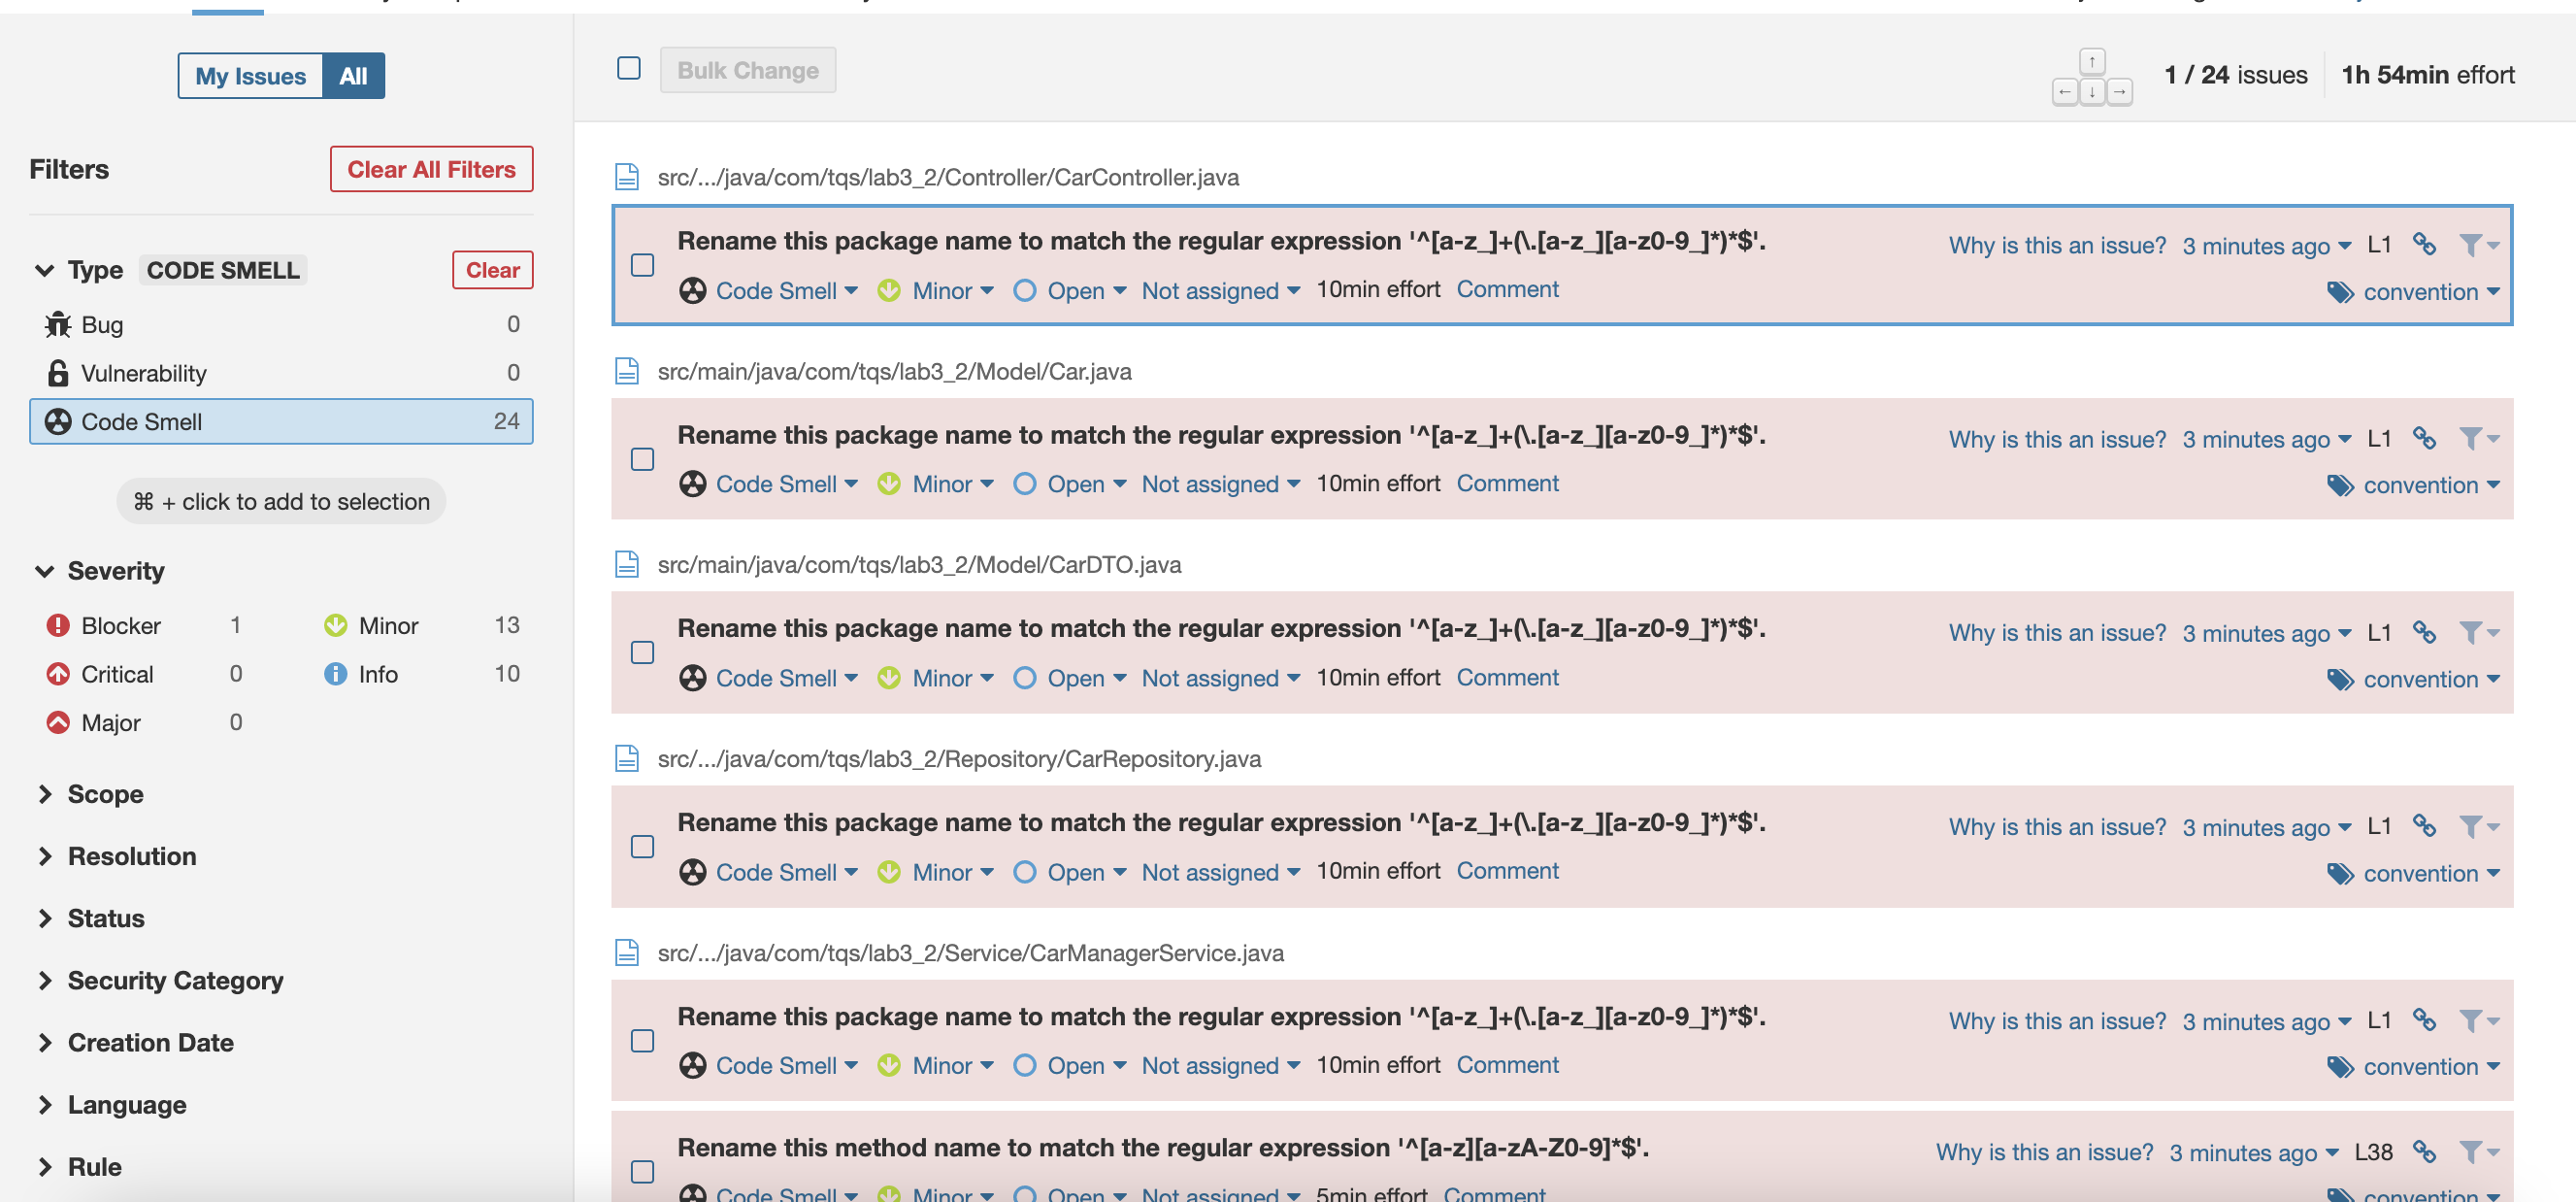 My Issues All
Filters Clear All Filters
Type CODE SMELL Clear
Bug 0
Vulnerability 0
Code Smell 24
⌘ + click to add to selection
Severity
Blocker 1 Minor 13
Critical 0 Info 10
Major 0
Scope
Resolution
Status
Security Category
Creation Date
Language
Rule
Bulk Change ↑ ← ↓ → 1 / 24 issues 1h 54min effort
src/.../java/com/tqs/lab3_2/Controller/CarController.java
Rename this package name to match the regular expression '^[a-z_]+(\.[a-z_][a-z0-9_]*)*$'. Why is this an issue? 3 minutes ago L1
Code Smell Minor Open Not assigned 10min effort Comment convention
src/main/java/com/tqs/lab3_2/Model/Car.java
Rename this package name to match the regular expression '^[a-z_]+(\.[a-z_][a-z0-9_]*)*$'. Why is this an issue? 3 minutes ago L1
Code Smell Minor Open Not assigned 10min effort Comment convention
src/main/java/com/tqs/lab3_2/Model/CarDTO.java
Rename this package name to match the regular expression '^[a-z_]+(\.[a-z_][a-z0-9_]*)*$'. Why is this an issue? 3 minutes ago L1
Code Smell Minor Open Not assigned 10min effort Comment convention
src/.../java/com/tqs/lab3_2/Repository/CarRepository.java
Rename this package name to match the regular expression '^[a-z_]+(\.[a-z_][a-z0-9_]*)*$'. Why is this an issue? 3 minutes ago L1
Code Smell Minor Open Not assigned 10min effort Comment convention
src/.../java/com/tqs/lab3_2/Service/CarManagerService.java
Rename this package name to match the regular expression '^[a-z_]+(\.[a-z_][a-z0-9_]*)*$'. Why is this an issue? 3 minutes ago L1
Code Smell Minor Open Not assigned 10min effort Comment convention
Rename this method name to match the regular expression '^[a-z][a-zA-Z0-9]*$'. Why is this an issue? 3 minutes ago L38
Code Smell Minor Open Not assigned 5min effort Comment convention